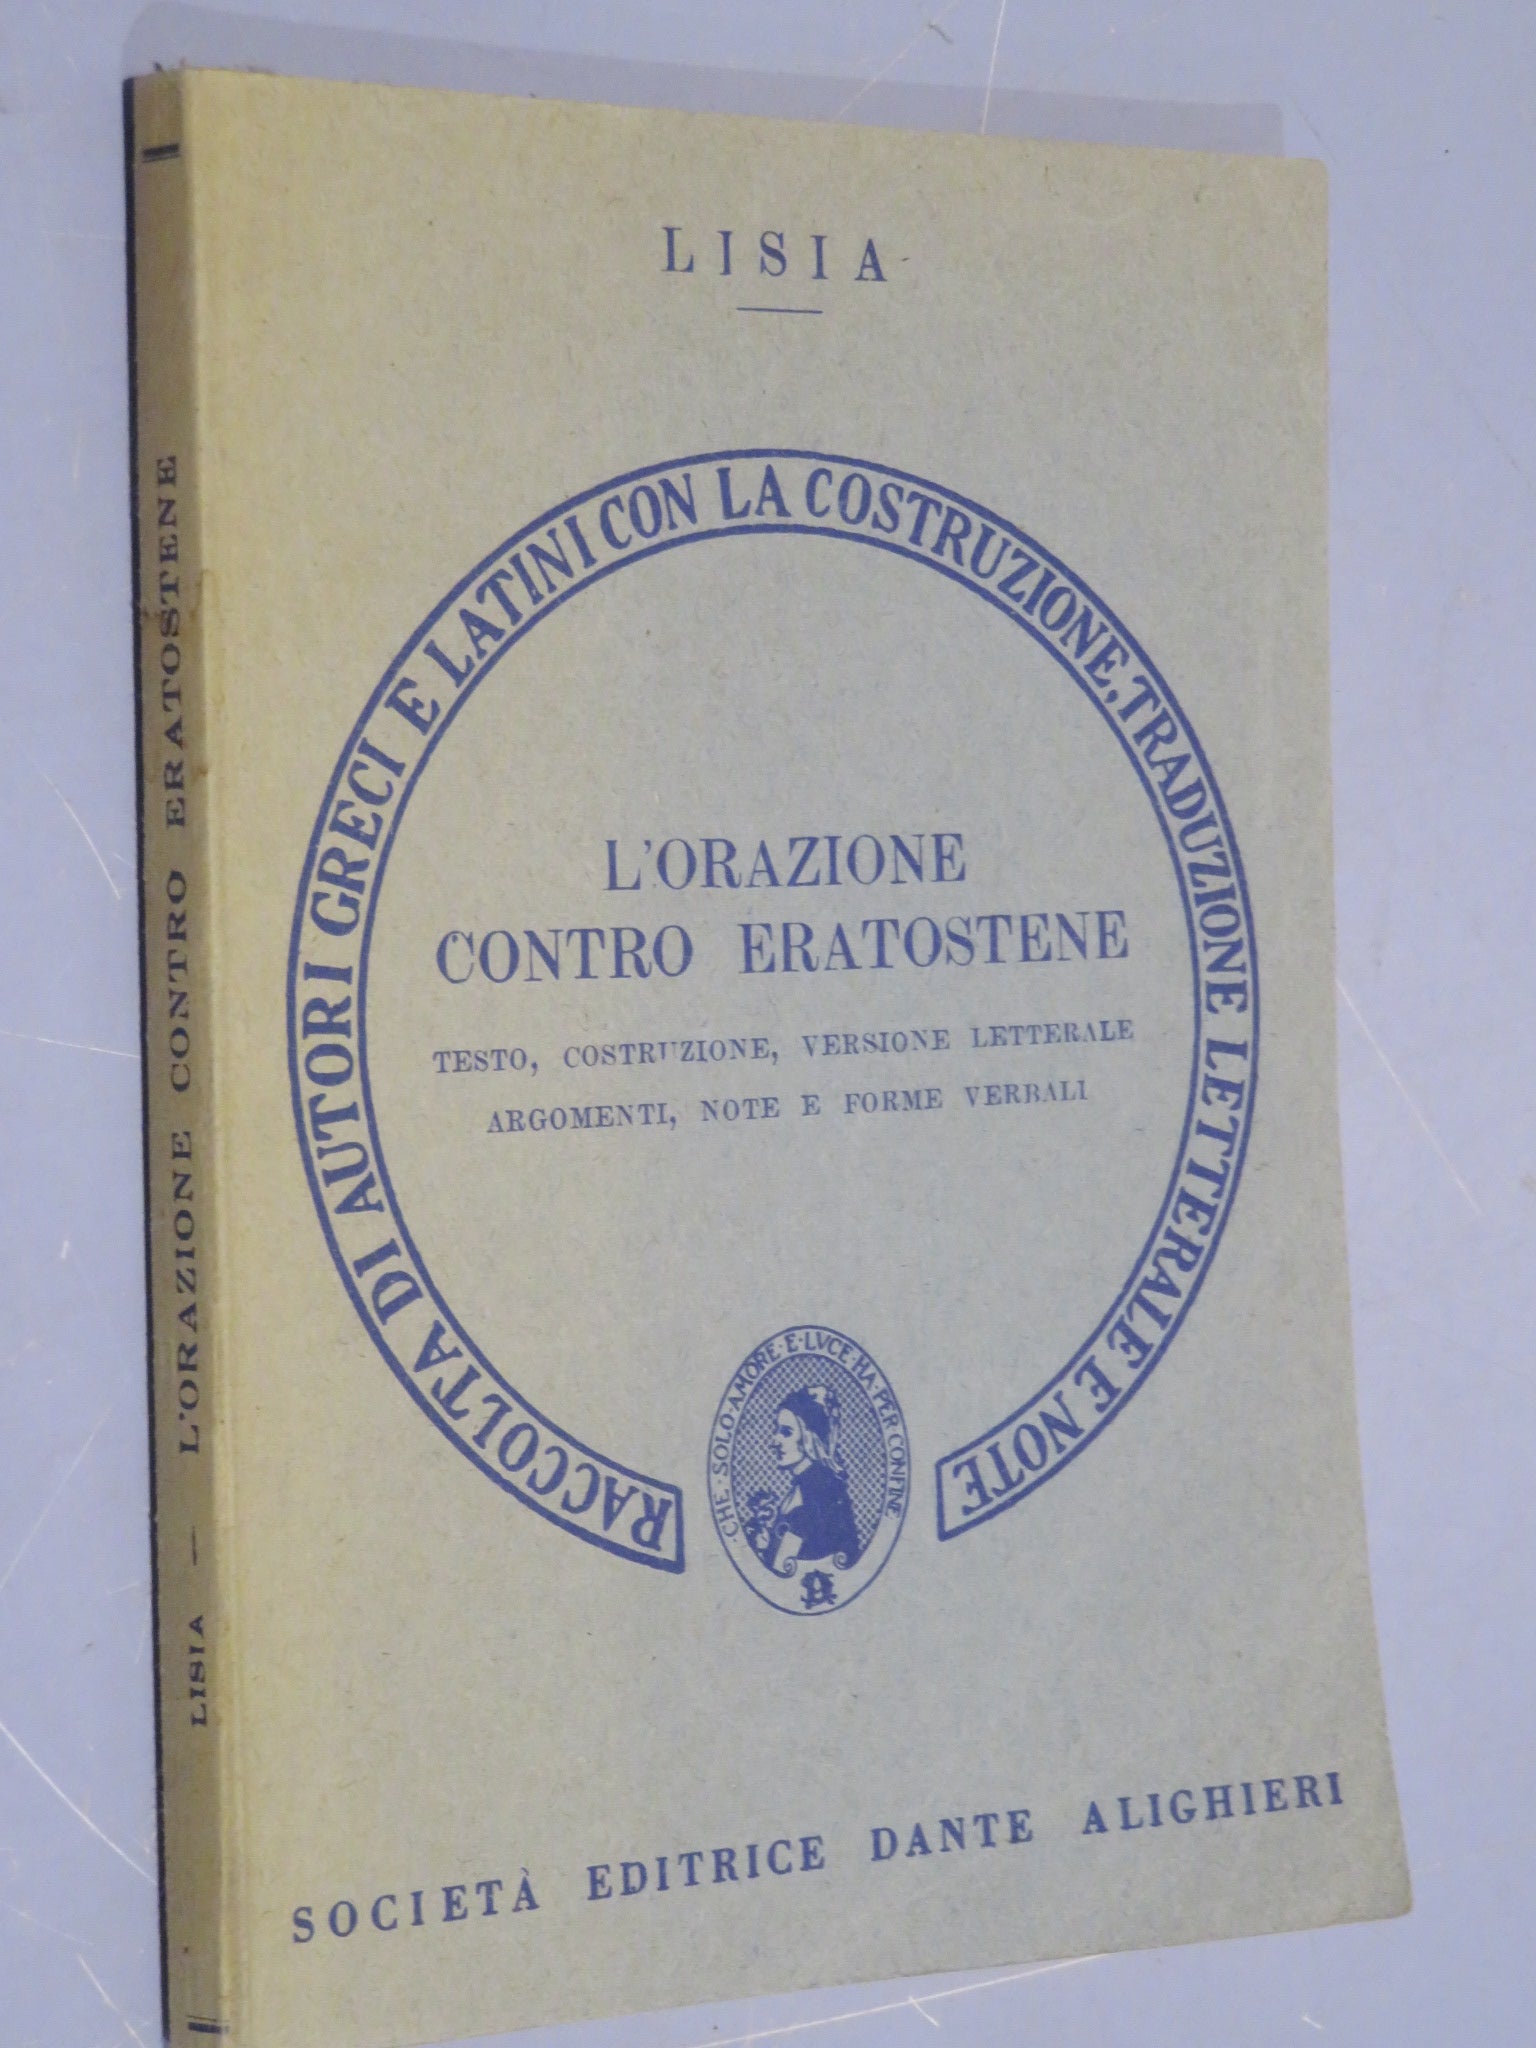 LISIA
RACCOLTA DI AUTORI GRECI E LATINI CON LA COSTRUZIONE, TRADUZIONE LETTERALE E NOTE
L'ORAZIONE
CONTRO ERATOSTENE
TESTO, COSTRUZIONE, VERSIONE LETTERALE
ARGOMENTI, NOTE E FORME VERBALI
CHE · SOLO · AMORE · E · LVCE · HA · PER CONFINE
SOCIETÀ EDITRICE DANTE ALIGHIERI
LISIA — L'ORAZIONE CONTRO ERATOSTENE